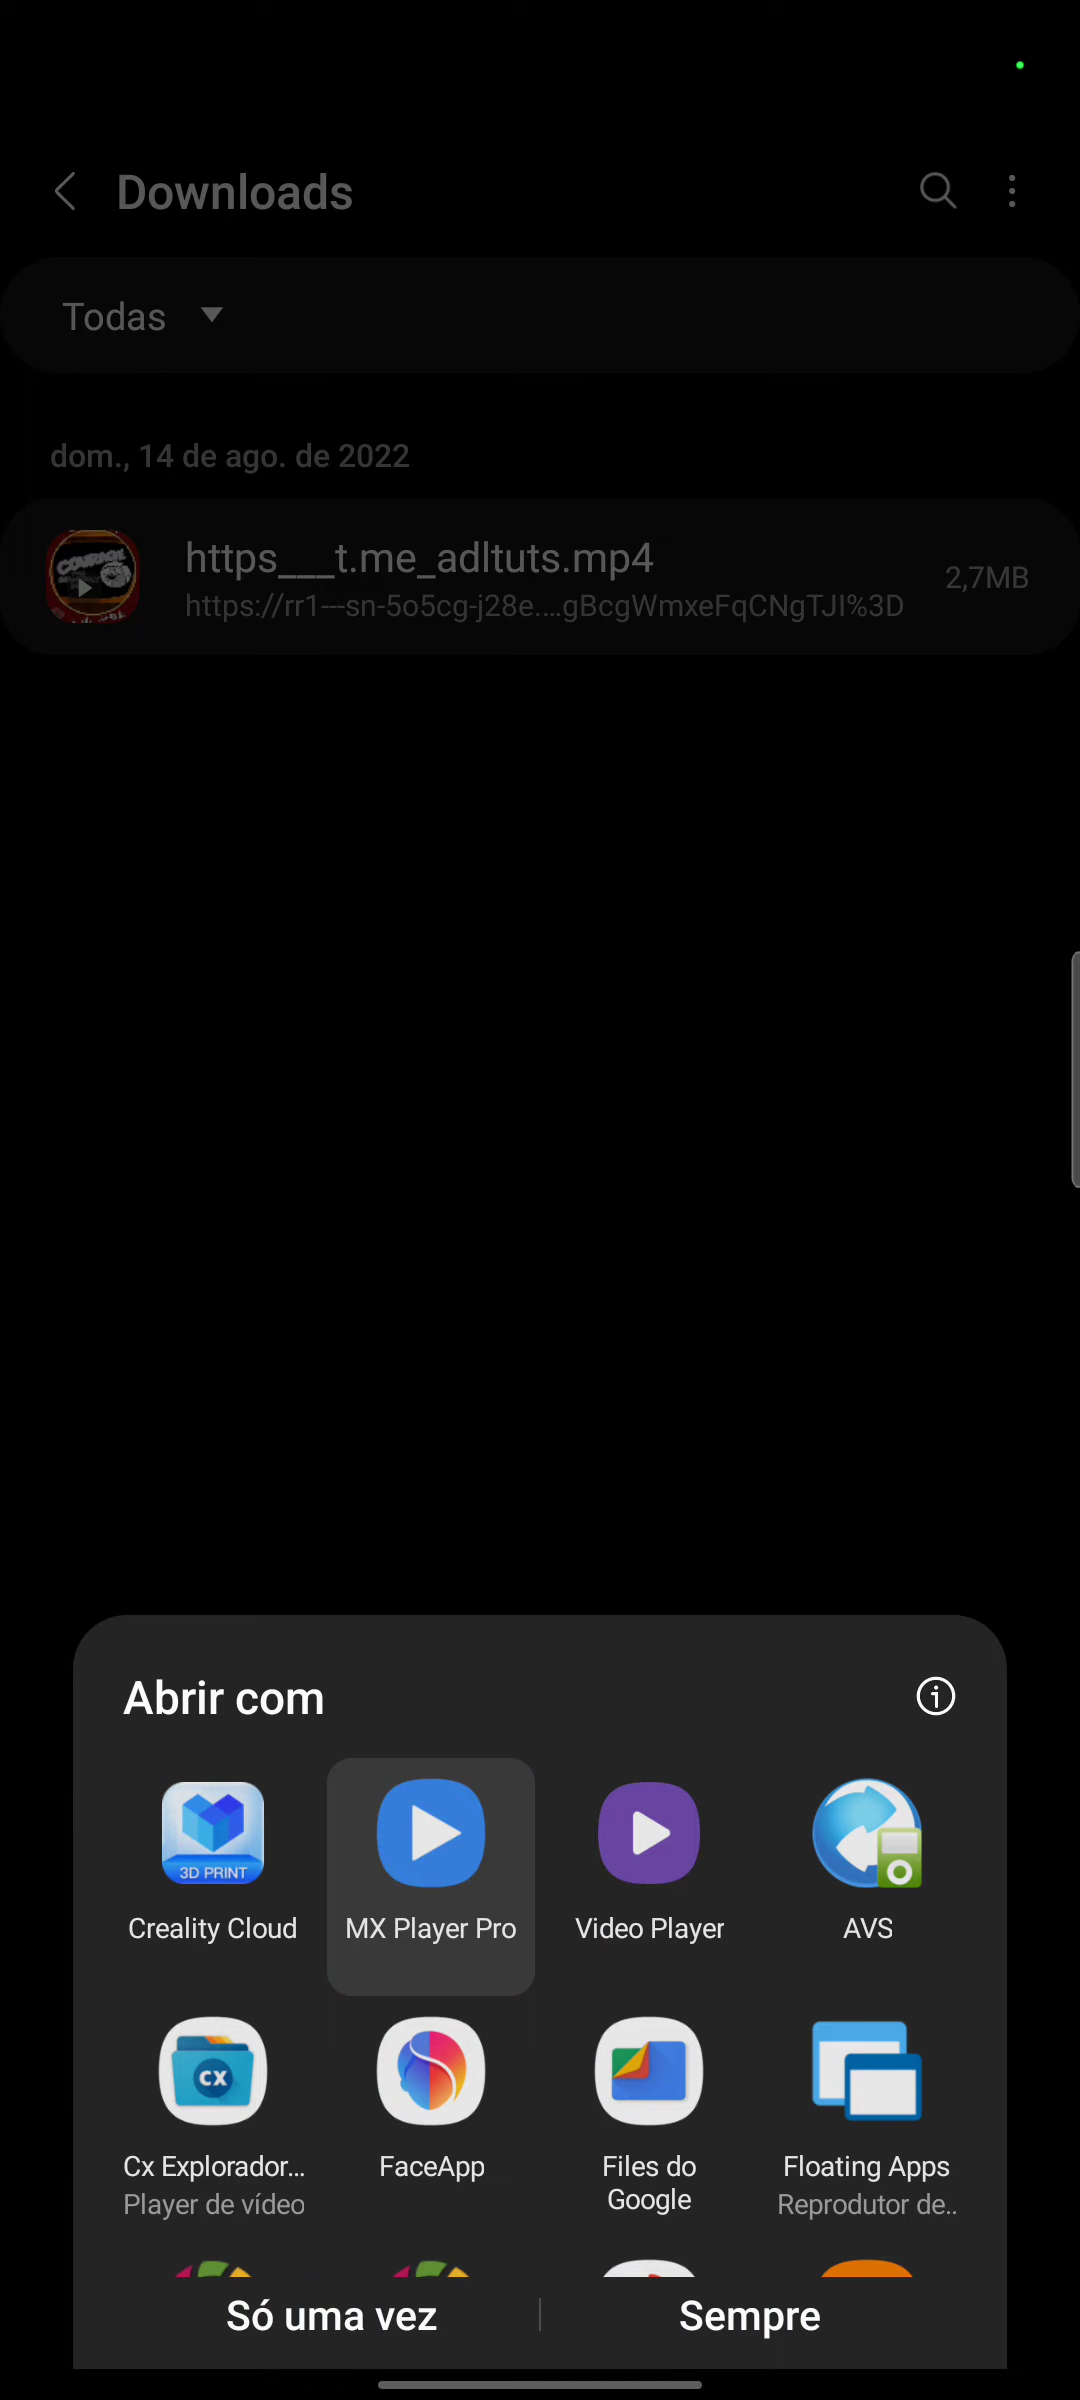 Downloads
Todas
dom., 14 de ago. de 2022
COURAGE
https___t.me_adltuts.mp4
2,7MB
https://rr1---sn-5o5cg-j28e....gBcgWmxeFqCNgTJI%3D
Abrir com
3D PRINT
Creality Cloud
MX Player Pro
Video Player
AVS
CX
Cx Explorador...
FaceApp
Files do
Google
Floating Apps
Player de vídeo
Reprodutor de..
Só uma vez
Sempre